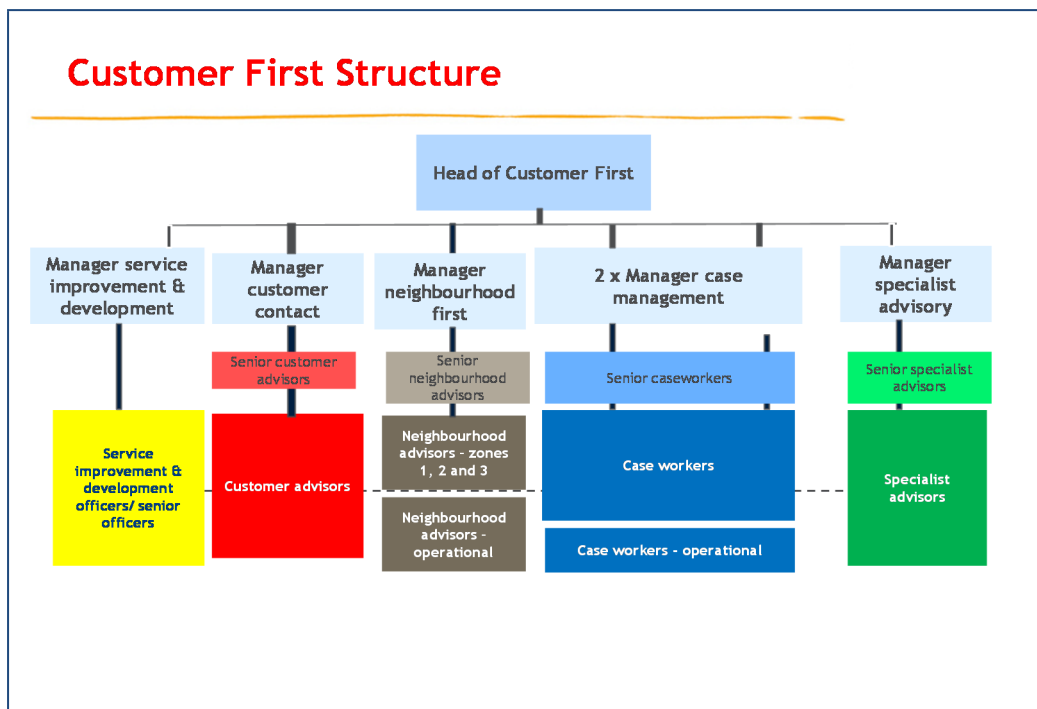 Customer First Structure
Head of Customer First
Manager service
improvement &
development
Manager
customer
contact
Manager
neighbourhood
first
2 x Manager case
management
Manager
specialist
advisory
Senior customer
advisors
Senior
neighbourhood
advisors
Senior caseworkers
Senior specialist
advisors
Service
improvement &
development
officers/ senior
officers
Customer advisors
Neighbourhood
advisors - zones
1, 2 and 3
Neighbourhood
advisors -
operational
Case workers
Case workers - operational
Specialist
advisors